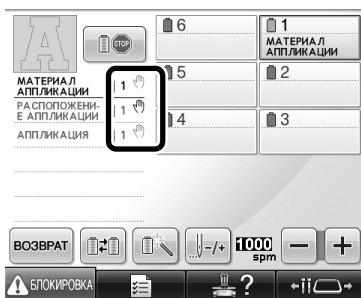 A
STOP
6
1
МАТЕРИАЛ
АППЛИКАЦИИ
МАТЕРИАЛ
АППЛИКАЦИИ
1
РАСПОЛОЖЕНИ-
Е АППЛИКАЦИИ
1
АППЛИКАЦИЯ
1
5
2
4
3
ВОЗВРАТ
-/+
1000
spm
− +
БЛОКИРОВКА
?